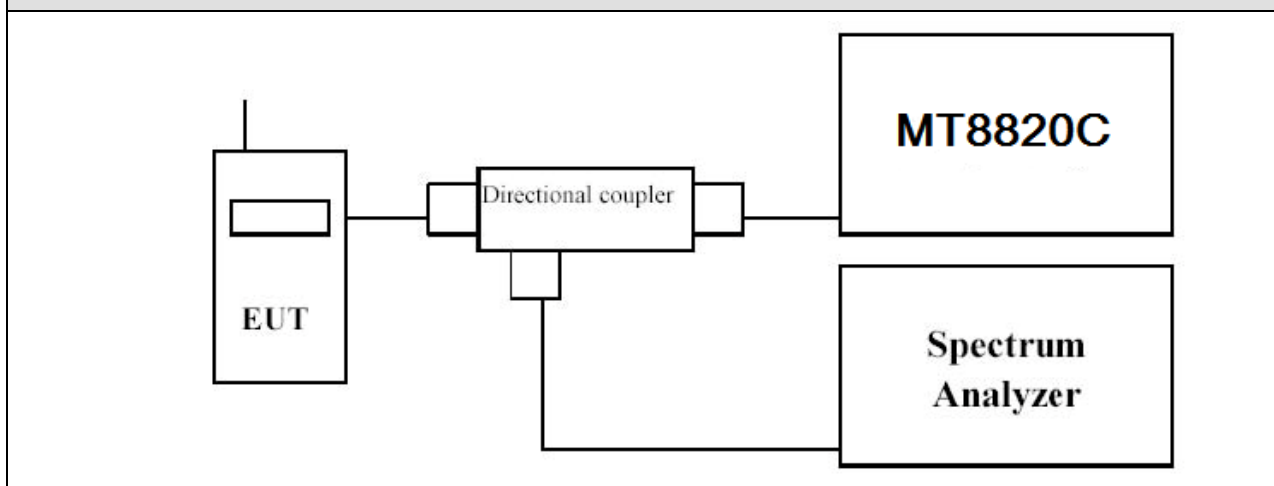 MT8820C
Directional coupler
EUT
Spectrum
Analyzer